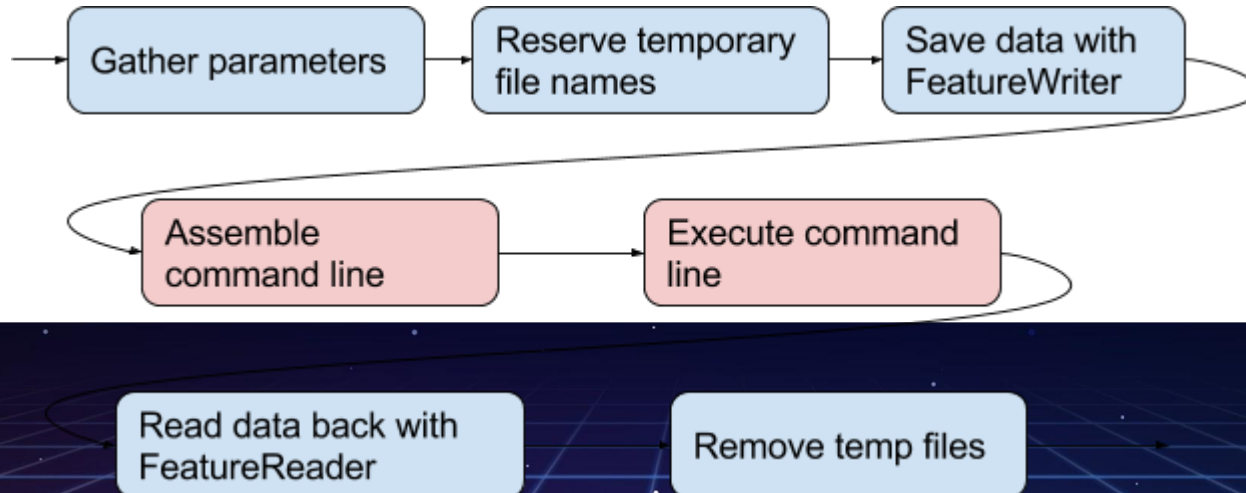 Gather parameters
Reserve temporary
file names
Save data with
FeatureWriter
Assemble
command line
Execute command
line
Read data back with
FeatureReader
Remove temp files